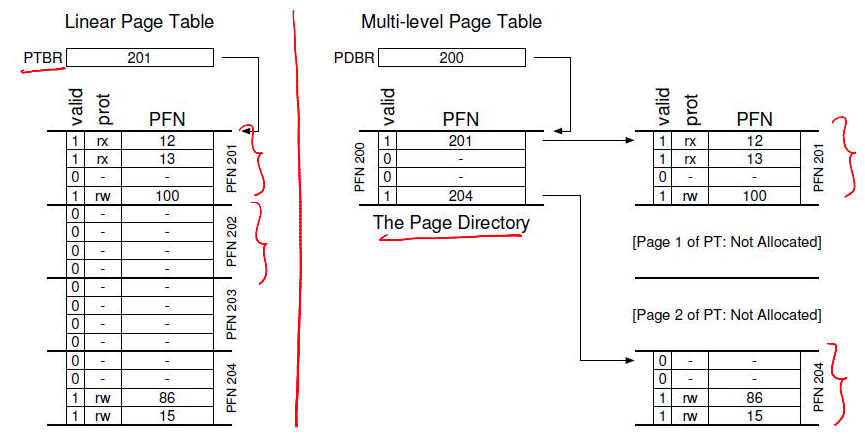 Linear Page Table
PTBR 201
valid prot PFN
1 rx 12
1 rx 13
0 - -
1 rw 100
PFN 201
0 - -
0 - -
0 - -
0 - -
PFN 202
0 - -
0 - -
0 - -
0 - -
PFN 203
0 - -
0 - -
1 rw 86
1 rw 15
PFN 204
Multi-level Page Table
PDBR 200
valid PFN
1 201
0 -
0 -
1 204
PFN 200
The Page Directory
valid prot PFN
1 rx 12
1 rx 13
0 - -
1 rw 100
PFN 201
[Page 1 of PT: Not Allocated]
[Page 2 of PT: Not Allocated]
0 - -
0 - -
1 rw 86
1 rw 15
PFN 204